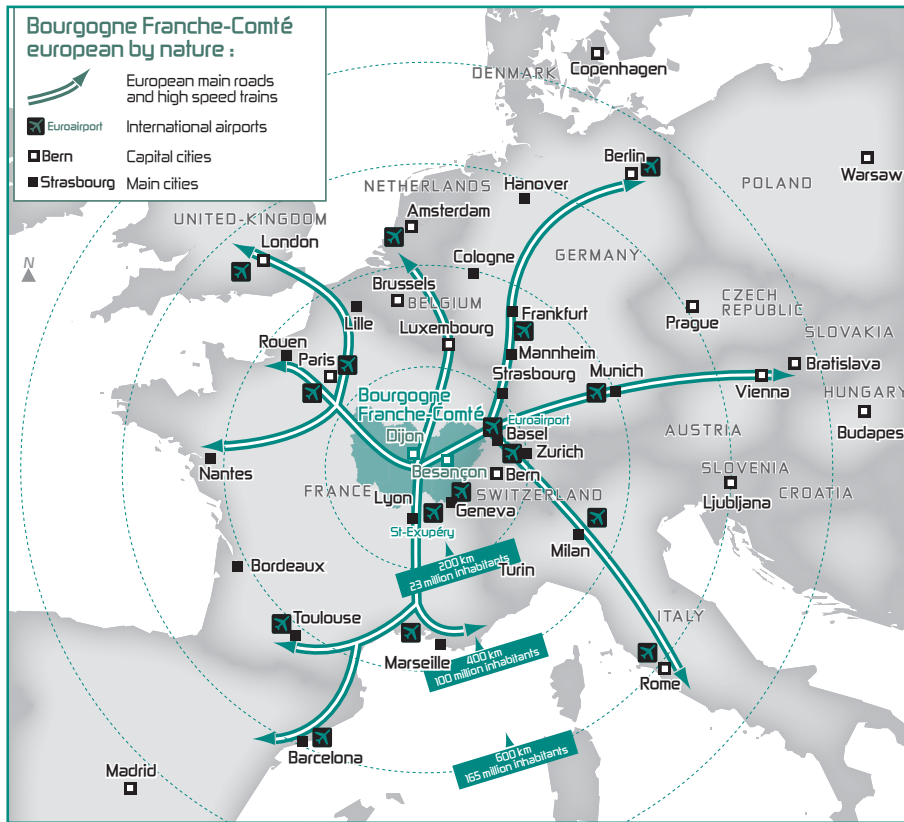 Bourgogne Franche-Comté
european by nature :
European main roads
and high speed trains
Euroairport
International airports
Bern
Capital cities
Strasbourg
Main cities
DENMARK
Copenhagen
Berlin
Warsaw
NETHERLANDS
Hanover
POLAND
UNITED-KINGDOM
Amsterdam
London
N
Cologne
GERMANY
Brussels
BELGIUM
CZECH
REPUBLIC
Lille
Luxembourg
Frankfurt
Prague
SLOVAKIA
Rouen
Paris
Mannheim
Bratislava
Strasbourg
Munich
Vienna
Bourgogne
Franche-Comté
HUNGARY
Euroairport
Basel
Budapes
Dijon
AUSTRIA
Nantes
Besançon
Zurich
Bern
SLOVENIA
FRANCE
SWITZERLAND
Ljubljana
CROATIA
Lyon
Geneva
St-Exupéry
Milan
200 km
23 million inhabitants
Bordeaux
Turin
Toulouse
ITALY
Marseille
400 km
100 million inhabitants
Rome
Barcelona
600 km
165 million inhabitants
Madrid